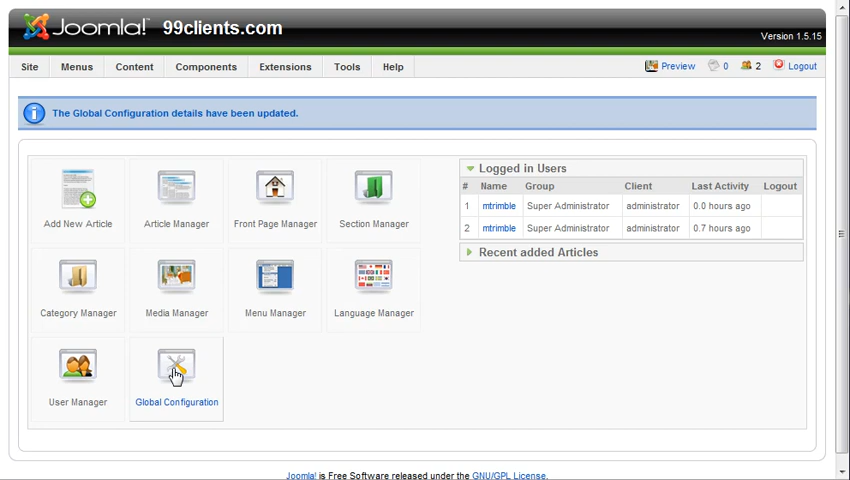 Joomla!™ 99clients.com
Version 1.5.15
Site Menus Content Components Extensions Tools Help Preview 0 2 Logout
The Global Configuration details have been updated.
Add New Article
Article Manager
Front Page Manager
Section Manager
Category Manager
Media Manager
Menu Manager
Language Manager
User Manager
Global Configuration
Logged in Users
# Name Group Client Last Activity Logout
1 mtrimble Super Administrator administrator 0.0 hours ago
2 mtrimble Super Administrator administrator 0.7 hours ago
Recent added Articles
Joomla! is Free Software released under the GNU/GPL License.